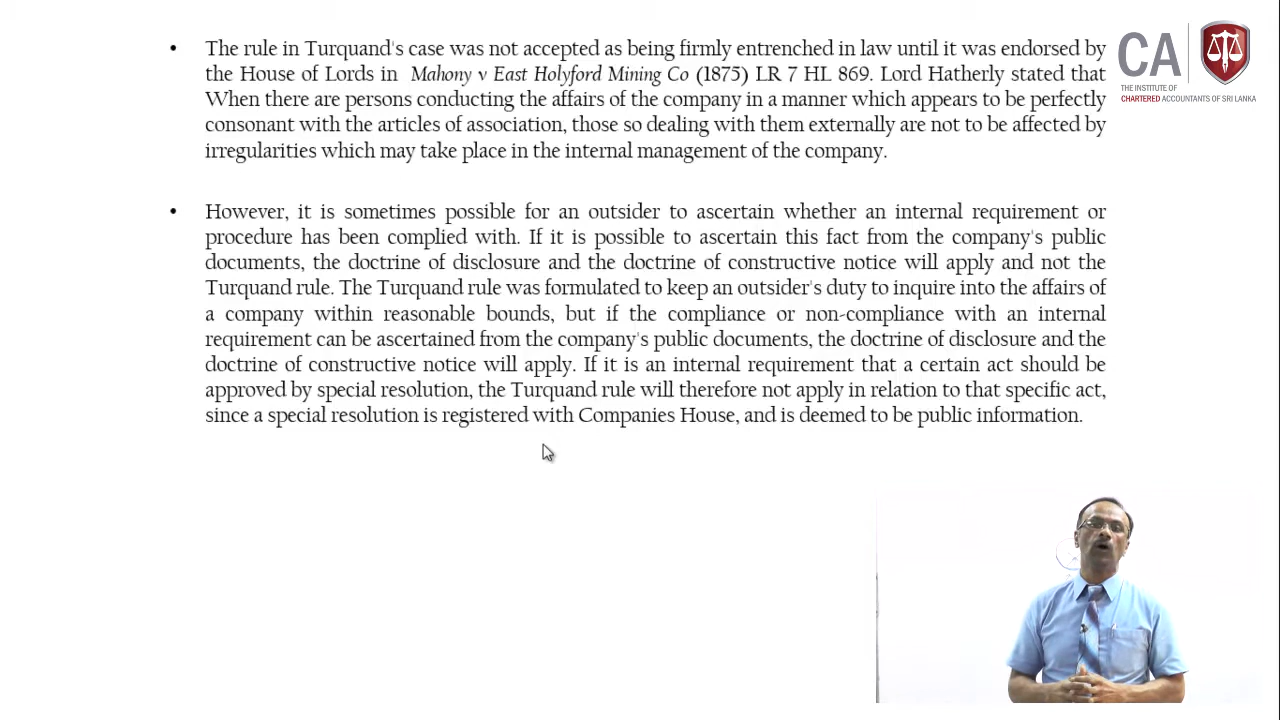 • The rule in Turquand's case was not accepted as being firmly entrenched in law until it was endorsed by
the House of Lords in Mahony v East Holyford Mining Co (1875) LR 7 HL 869. Lord Hatherly stated that
When there are persons conducting the affairs of the company in a manner which appears to be perfectly
consonant with the articles of association, those so dealing with them externally are not to be affected by
irregularities which may take place in the internal management of the company.
CA
THE INSTITUTE OF
CHARTERED ACCOUNTANTS OF SRI LANKA
• However, it is sometimes possible for an outsider to ascertain whether an internal requirement or
procedure has been complied with. If it is possible to ascertain this fact from the company's public
documents, the doctrine of disclosure and the doctrine of constructive notice will apply and not the
Turquand rule. The Turquand rule was formulated to keep an outsider's duty to inquire into the affairs of
a company within reasonable bounds, but if the compliance or non-compliance with an internal
requirement can be ascertained from the company's public documents, the doctrine of disclosure and the
doctrine of constructive notice will apply. If it is an internal requirement that a certain act should be
approved by special resolution, the Turquand rule will therefore not apply in relation to that specific act,
since a special resolution is registered with Companies House, and is deemed to be public information.